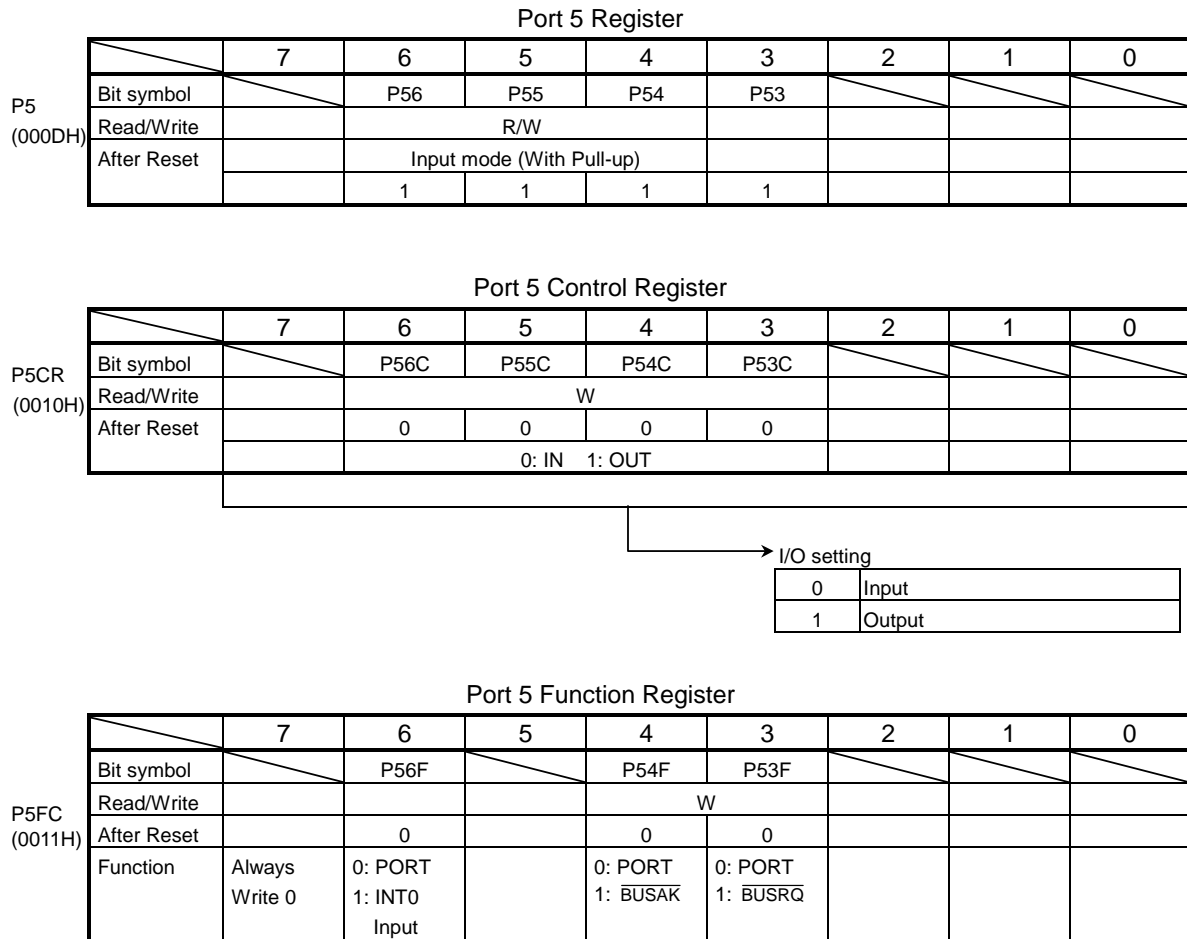 Port 5 Register
7 6 5 4 3 2 1 0
P5
(000DH)
Bit symbol P56 P55 P54 P53
Read/Write R/W
After Reset Input mode (With Pull-up)
1 1 1 1
Port 5 Control Register
7 6 5 4 3 2 1 0
P5CR
(0010H)
Bit symbol P56C P55C P54C P53C
Read/Write W
After Reset 0 0 0 0
0: IN 1: OUT
I/O setting
0 Input
1 Output
Port 5 Function Register
7 6 5 4 3 2 1 0
P5FC
(0011H)
Bit symbol P56F P54F P53F
Read/Write W
After Reset 0 0 0
Function Always 0: PORT 0: PORT 0: PORT
Write 0 1: INT0 1: BUSAK 1: BUSRQ
Input